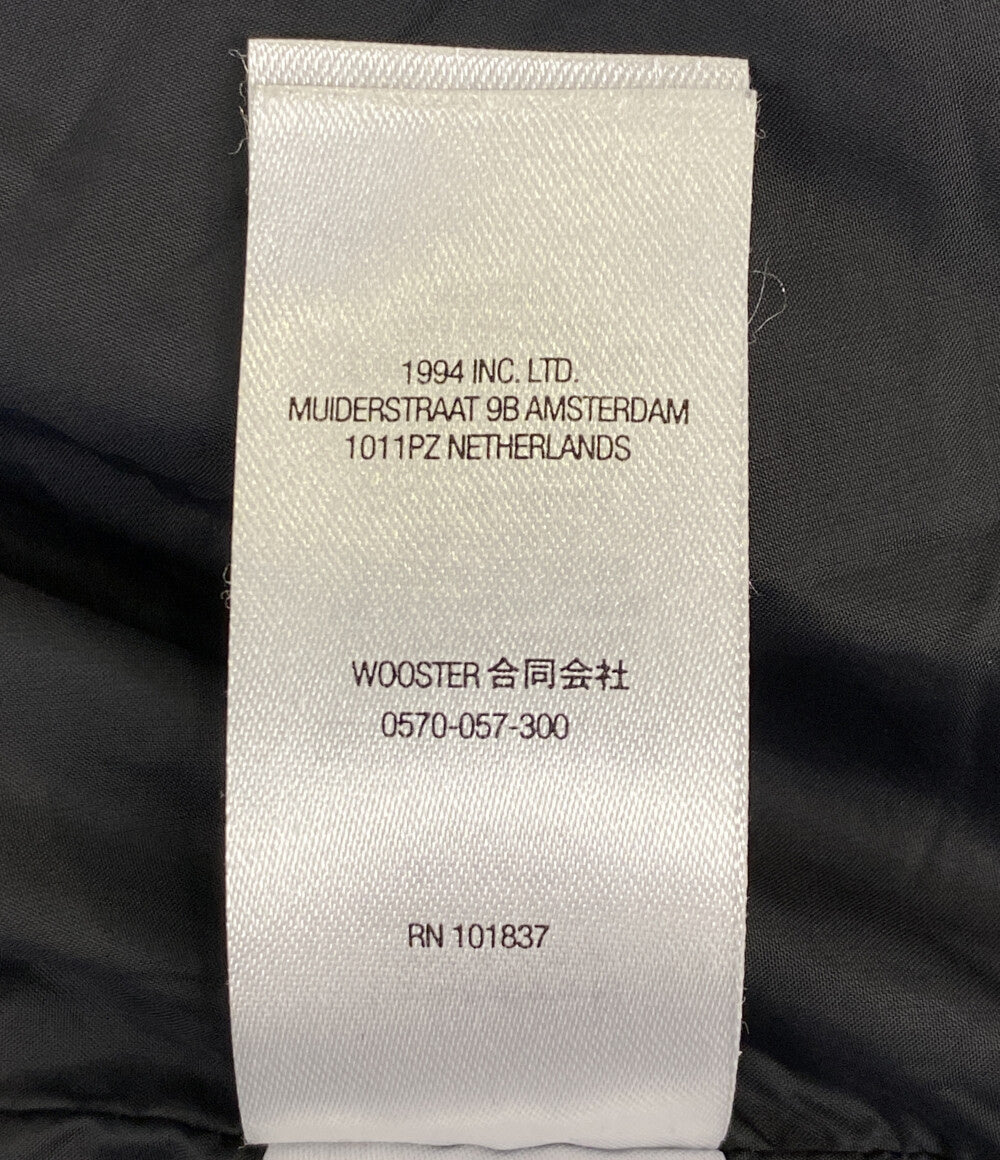 1994 INC. LTD.
MUIDERSTRAAT 9B AMSTERDAM
1011PZ NETHERLANDS
WOOSTER 合同会社
0570-057-300
RN 101837